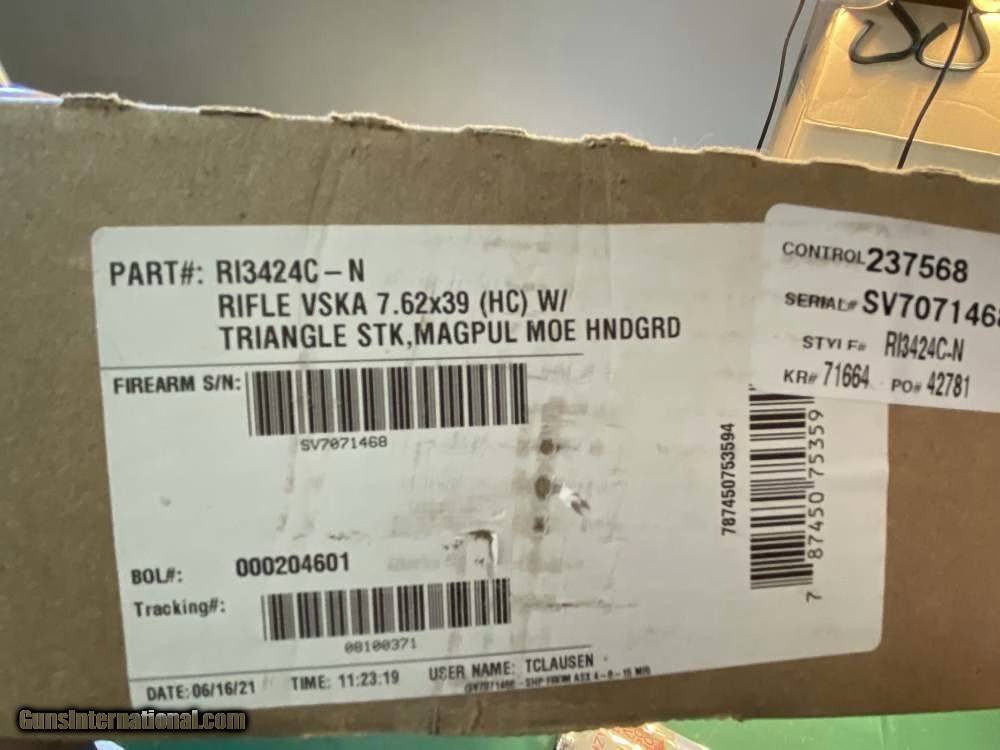 PART#: RI3424C-N
RIFLE VSKA 7.62x39 (HC) W/
TRIANGLE STK,MAGPUL MOE HNDGRD
FIREARM S/N:
SV7071468
BOL#: 000204601
Tracking#:
08100371
DATE: 06/16/21 TIME: 11:23:19 USER NAME: TCLAUSEN
787450753594
7 87450 75359
CONTROL 237568
SERIAL# SV7071468
STYLE# RI3424C-N
KR# 71664 PO# 42781
GunsInternational.com